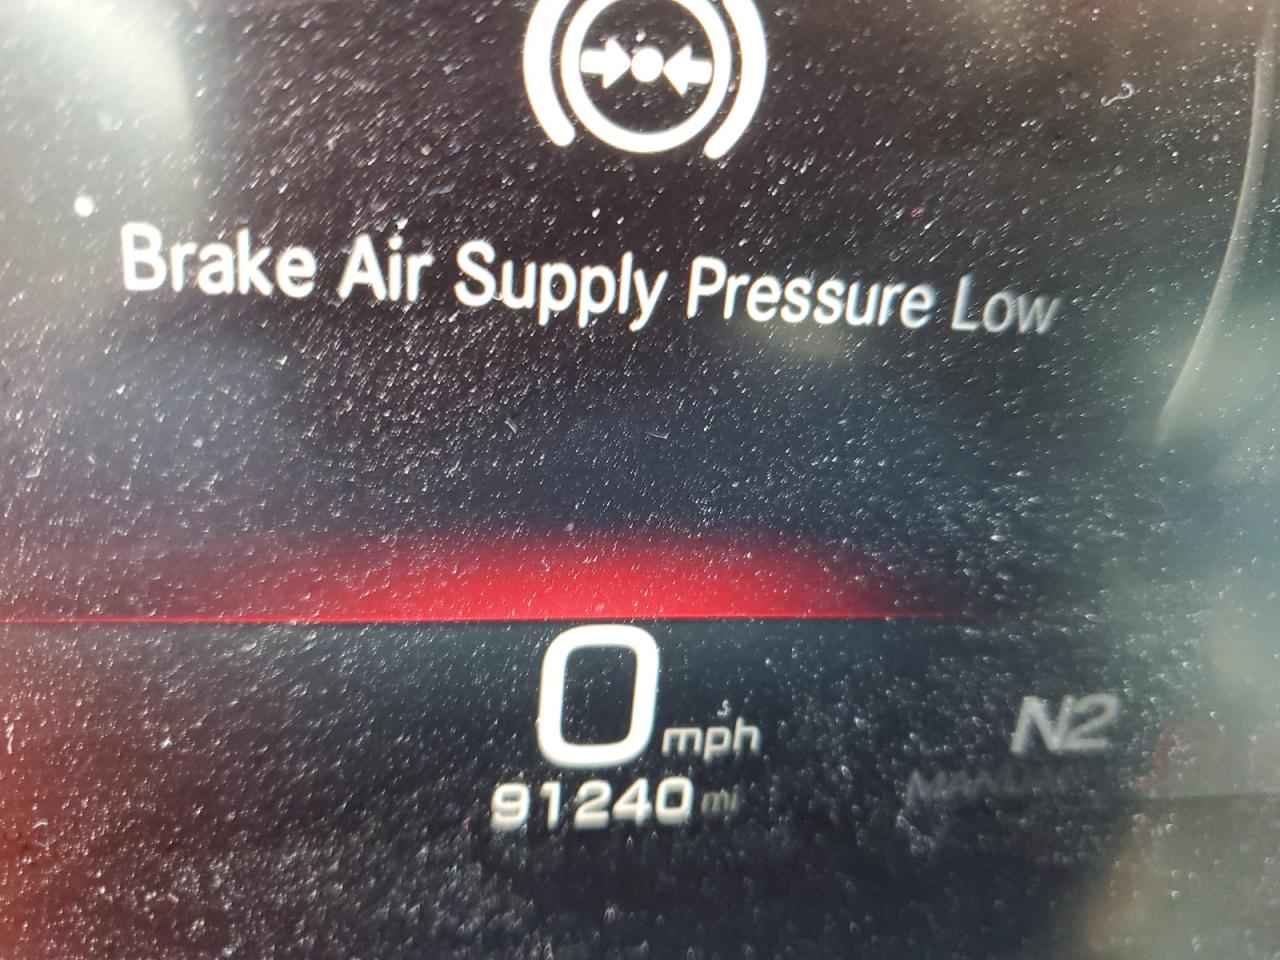 Brake Air Supply Pressure Low
0 mph
N2
91240 mi